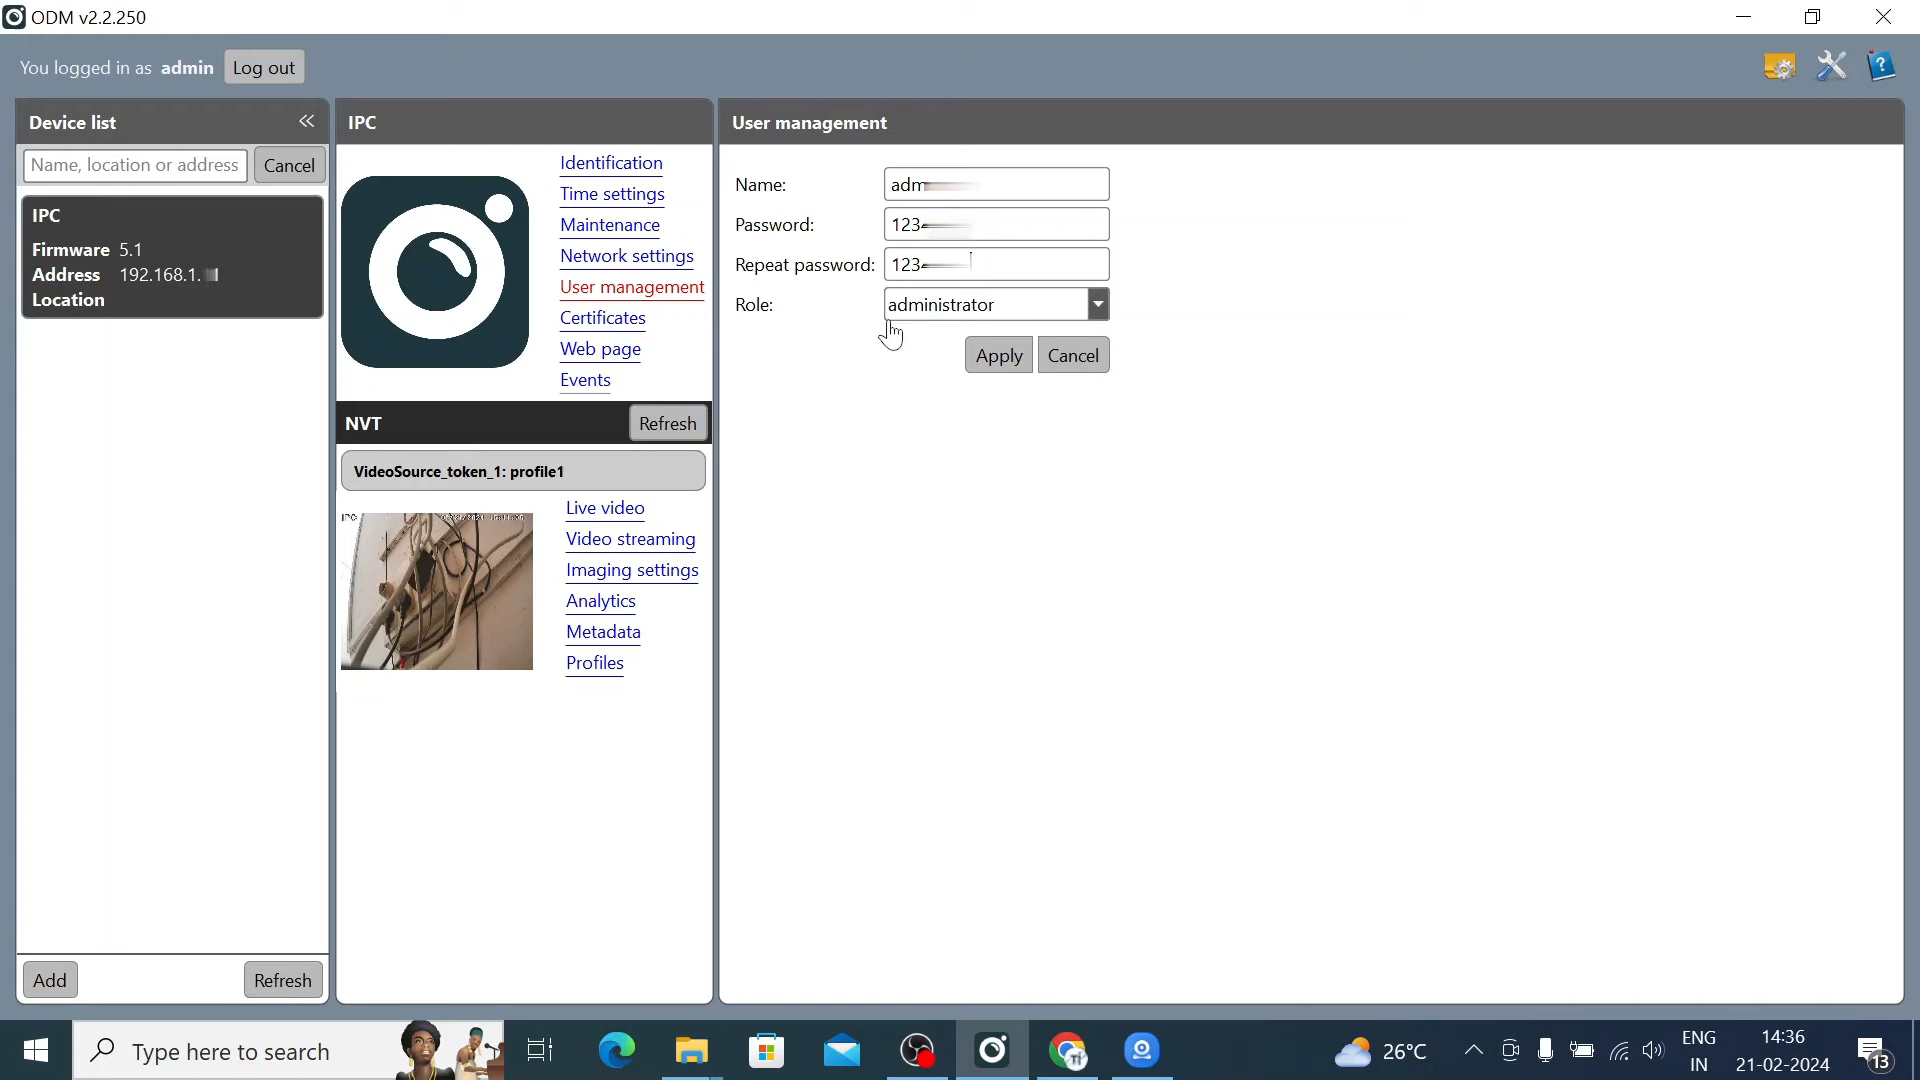 ODM v2.2.250
You logged in as admin Log out
Device list
Name, location or address Cancel
IPC
Firmware 5.1
Address 192.168.1.
Location
Add Refresh
IPC
Identification
Time settings
Maintenance
Network settings
User management
Certificates
Web page
Events
NVT Refresh
VideoSource_token_1: profile1
IPC
Live video
Video streaming
Imaging settings
Analytics
Metadata
Profiles
User management
Name: adm
Password: 123
Repeat password: 123
Role: administrator
Apply Cancel
Type here to search
26°C
ENG
IN
14:36
21-02-2024
13